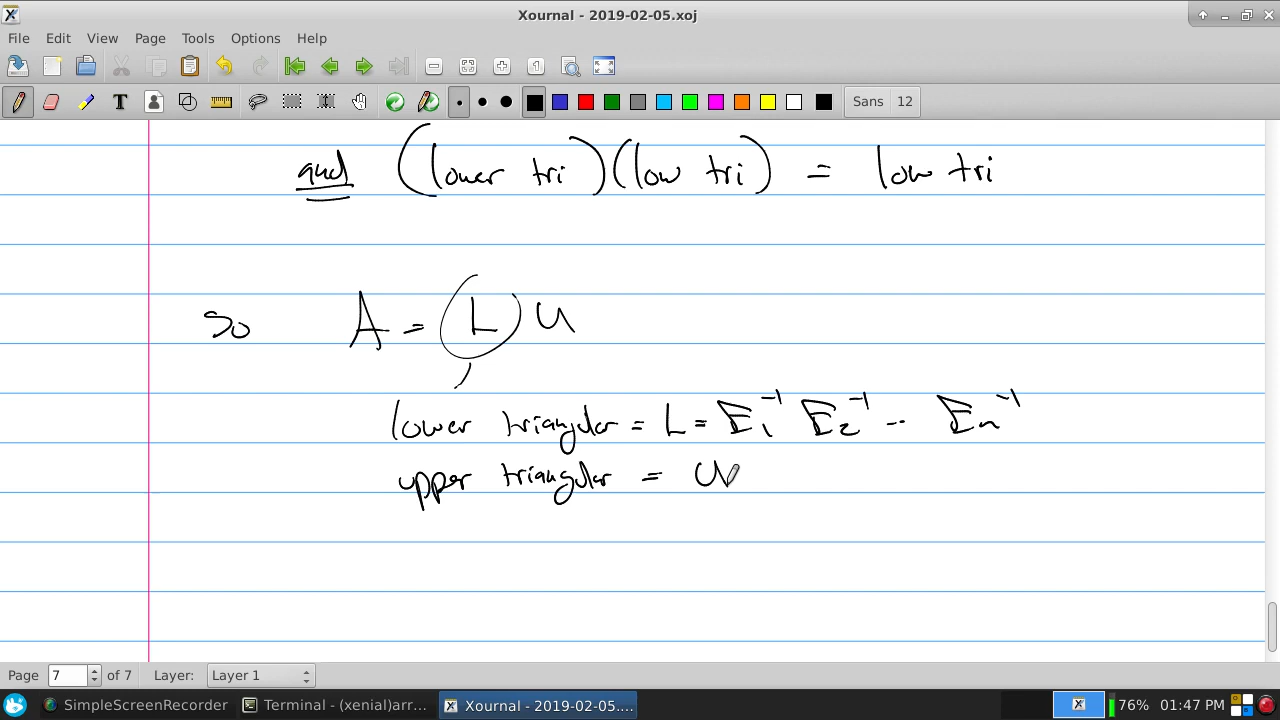 Xournal - 2019-02-05.xoj
File Edit View Page Tools Options Help
T Sans 12
and (lower tri)(low tri) = low tri
So A = L U
lower triangular = L = E₁⁻¹ E₂⁻¹ -- Eₙ⁻¹
upper triangular = U
Page 7 of 7 Layer: Layer 1
SimpleScreenRecorder Terminal - (xenial)arr... Xournal - 2019-02-05.... 76% 01:47 PM